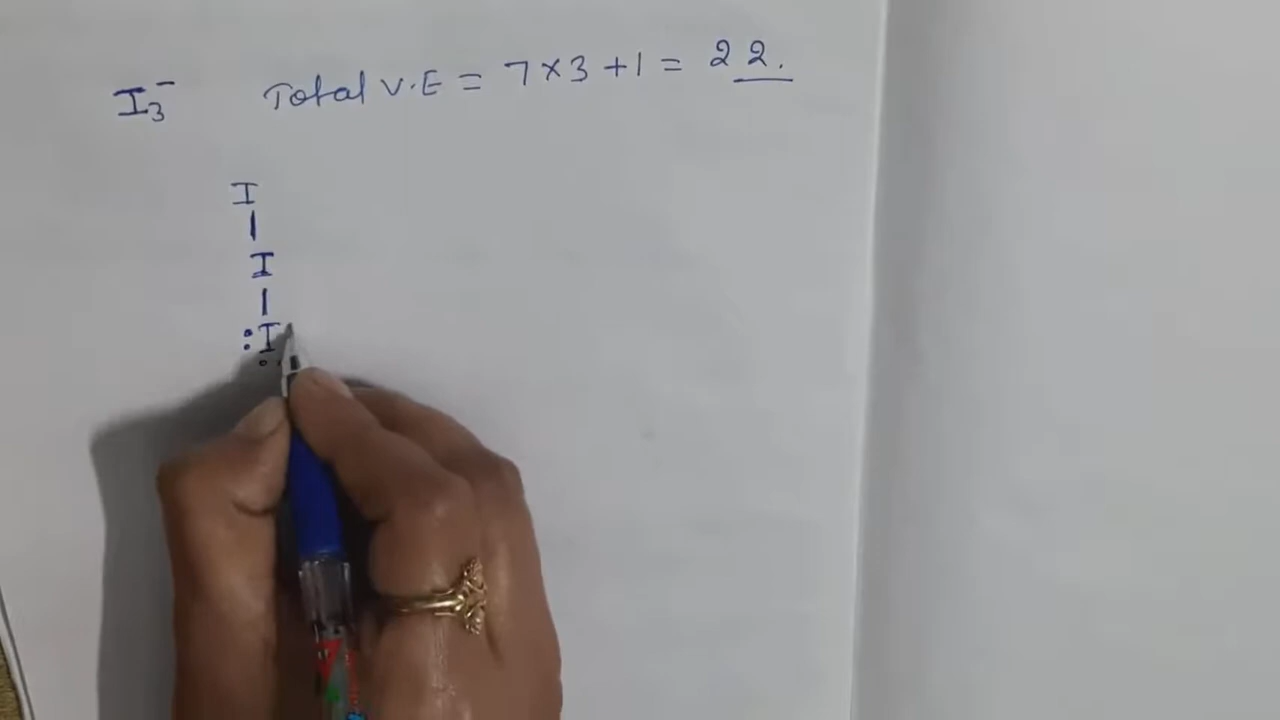 I₃⁻ Total V.E = 7×3+1 = 22.
I
|
I
|
:I